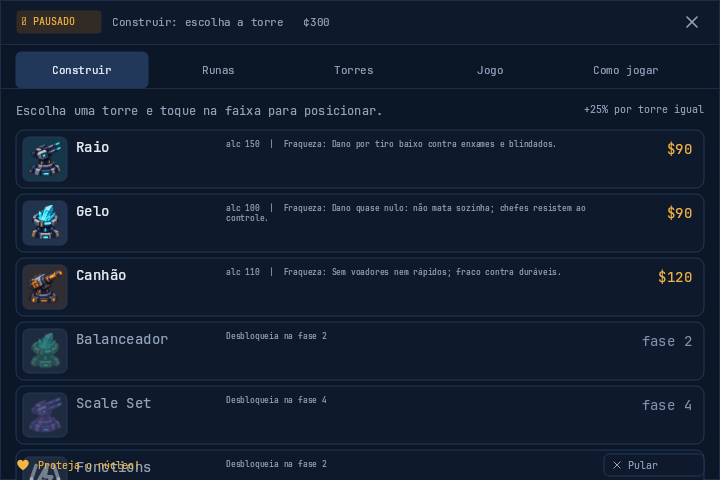 PAUSADO
Construir: escolha a torre $300
Construir Runas Torres Jogo Como jogar
Escolha uma torre e toque na faixa para posicionar. +25% por torre igual
Raio alc 150 | Fraqueza: Dano por tiro baixo contra enxames e blindados. $90
Gelo alc 100 | Fraqueza: Dano quase nulo: não mata sozinha; chefes resistem ao
controle. $90
Canhão alc 110 | Fraqueza: Sem voadores nem rápidos; fraco contra duráveis. $120
Balanceador Desbloqueia na fase 2 fase 2
Scale Set Desbloqueia na fase 4 fase 4
Functions Desbloqueia na fase 2
Proteja o núcleo!
Pular